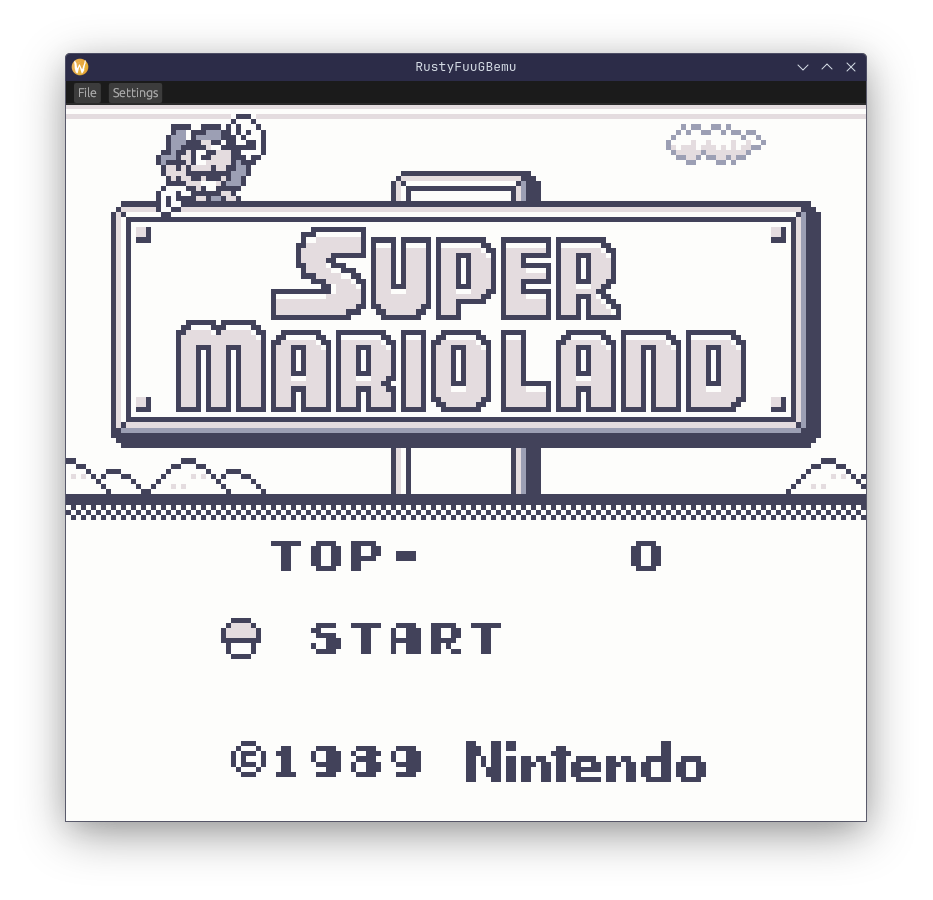 RustyFuuGBemu
File Settings
SUPER
MARIOLAND
TOP- 0
START
©1989 Nintendo